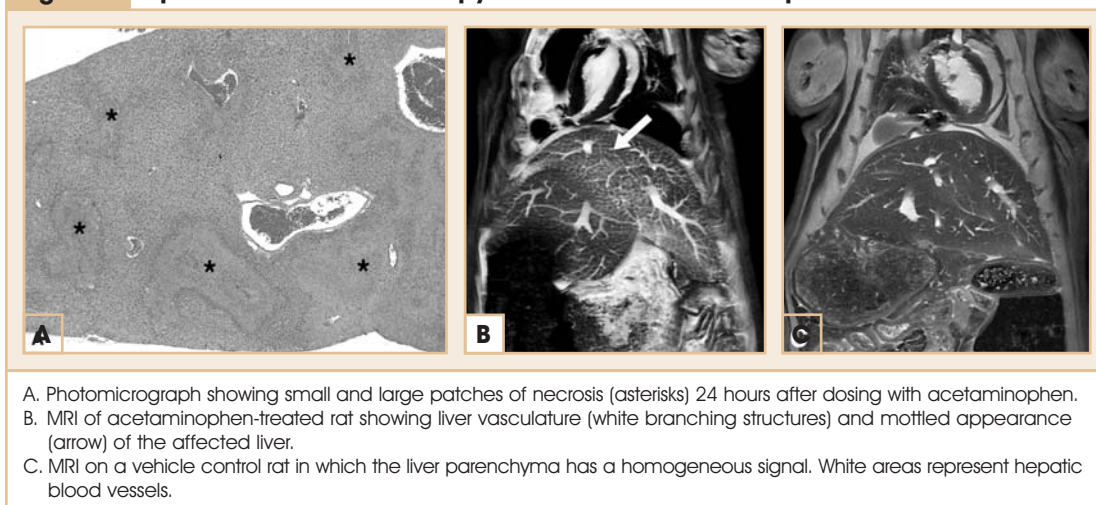 A
B
C
A. Photomicrograph showing small and large patches of necrosis (asterisks) 24 hours after dosing with acetaminophen.
B. MRI of acetaminophen-treated rat showing liver vasculature (white branching structures) and mottled appearance
(arrow) of the affected liver.
C. MRI on a vehicle control rat in which the liver parenchyma has a homogeneous signal. White areas represent hepatic
blood vessels.